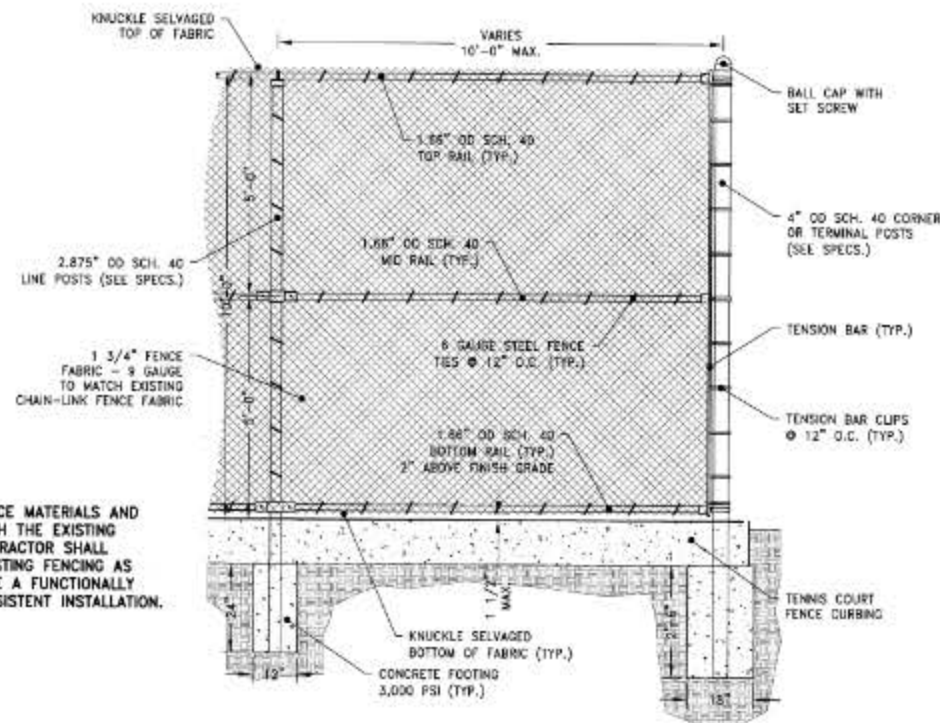 KNUCKLE SELVAGED
TOP OF FABRIC
VARIES
10'-0" MAX.
BALL CAP WITH
SET SCREW
1.66" OD SCH. 40
TOP RAIL (TYP.)
5'-0"
4" OD SCH. 40 CORNER
OR TERMINAL POSTS
(SEE SPECS.)
2.875" OD SCH. 40
LINE POSTS (SEE SPECS.)
1.66" OD SCH. 40
MID RAIL (TYP.)
10'-0"
6 GAUGE STEEL FENCE
TIES @ 12" O.C. (TYP.)
TENSION BAR (TYP.)
1 3/4" FENCE
FABRIC - 9 GAUGE
TO MATCH EXISTING
CHAIN-LINK FENCE FABRIC
5'-0"
TENSION BAR CLIPS
@ 12" O.C. (TYP.)
1.66" OD SCH. 40
BOTTOM RAIL (TYP.)
2" ABOVE FINISH GRADE
CE MATERIALS AND
H THE EXISTING
RACTOR SHALL
STING FENCING AS
E A FUNCTIONALLY
SISTENT INSTALLATION.
24"
1 1/2"
MAX.
TENNIS COURT
FENCE CURBING
KNUCKLE SELVAGED
BOTTOM OF FABRIC (TYP.)
12"
CONCRETE FOOTING
3,000 PSI (TYP.)
18"